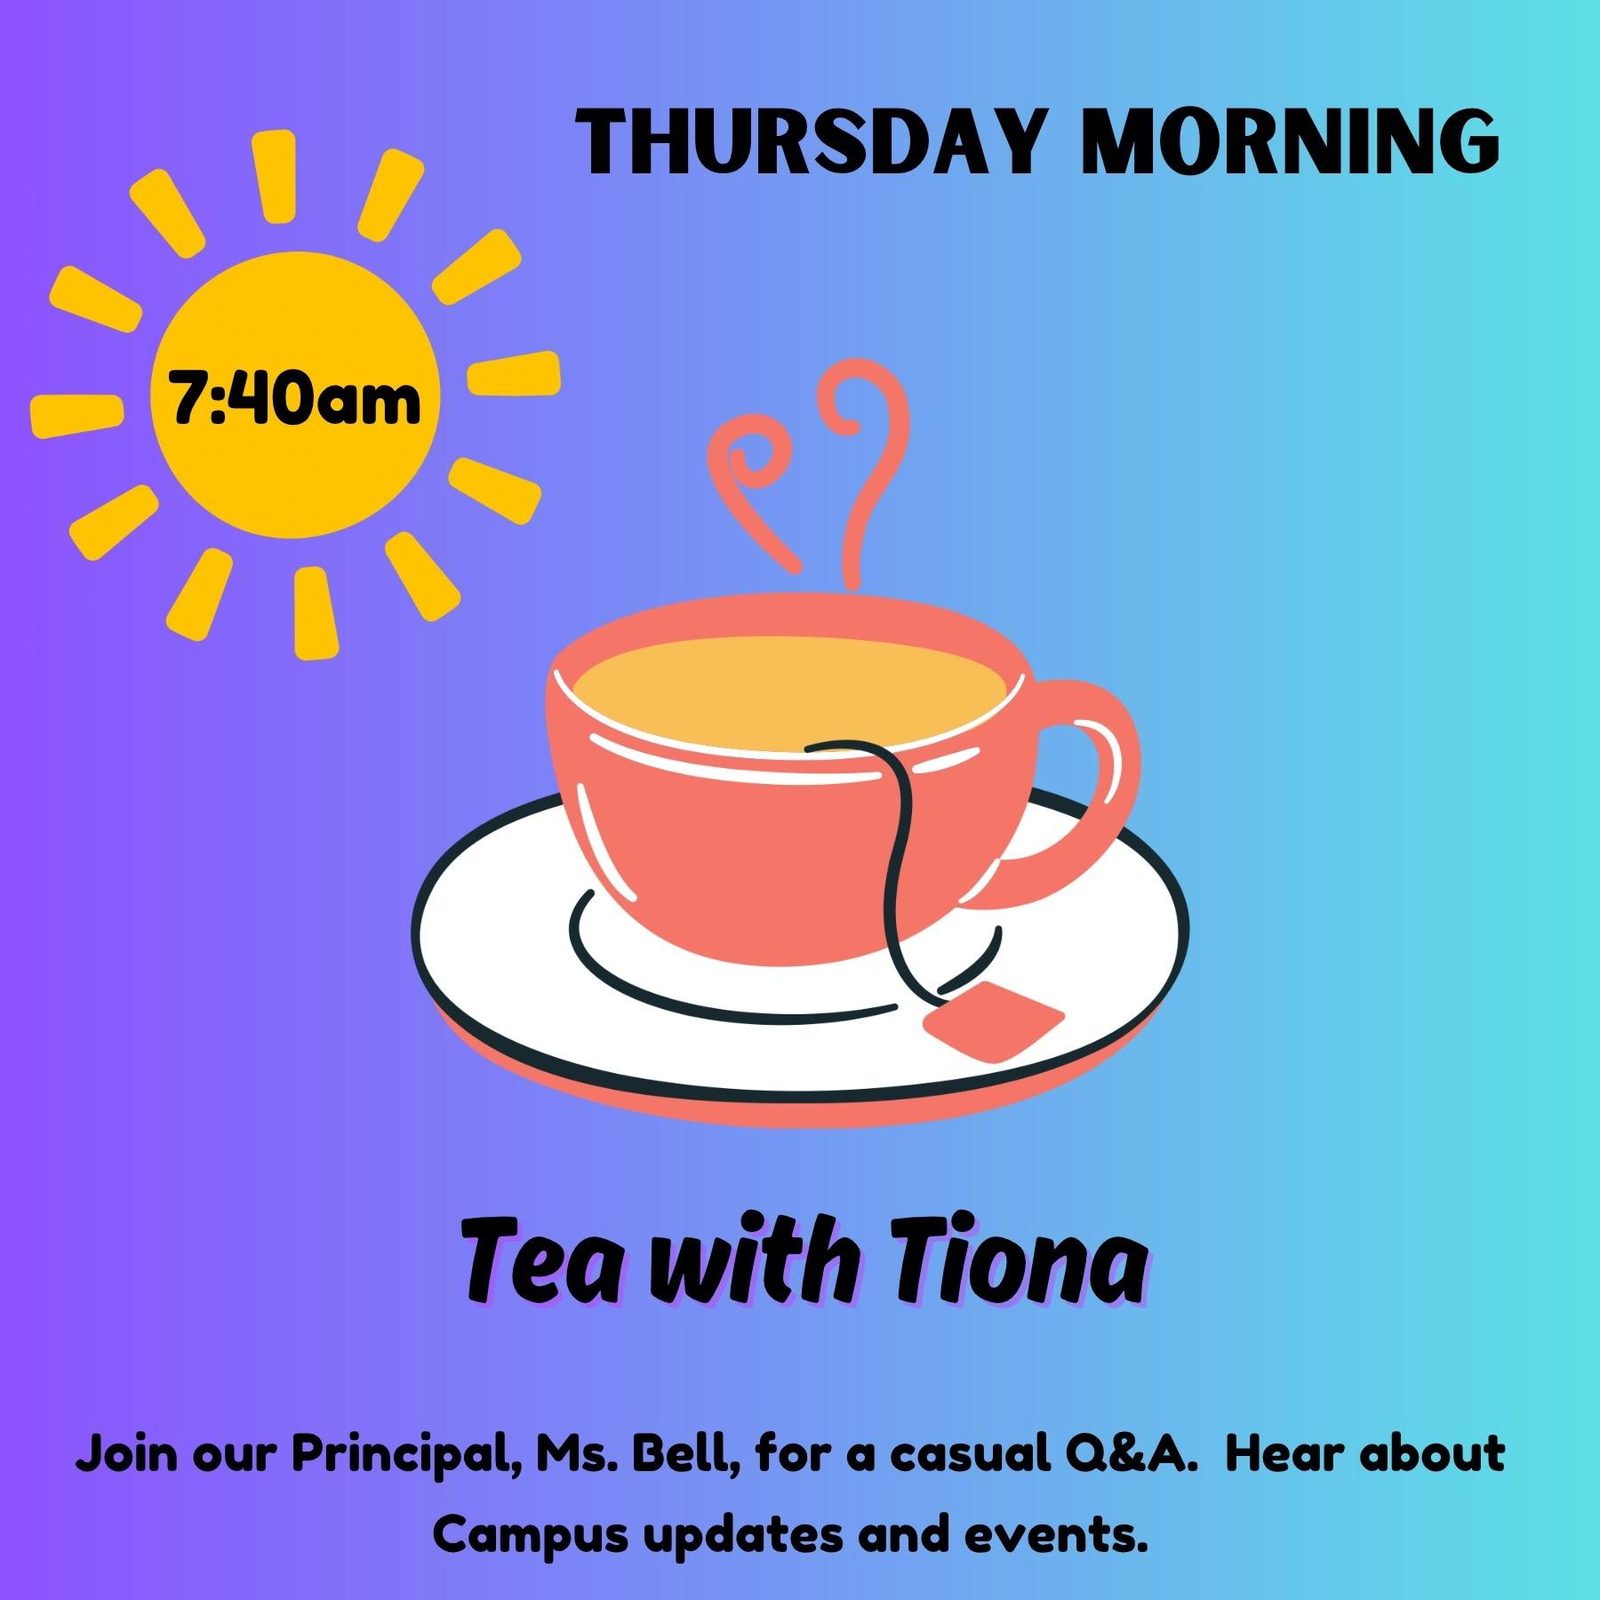 THURSDAY MORNING
7:40am
Tea with Tiona
Join our Principal, Ms. Bell, for a casual Q&A.  Hear about
Campus updates and events.